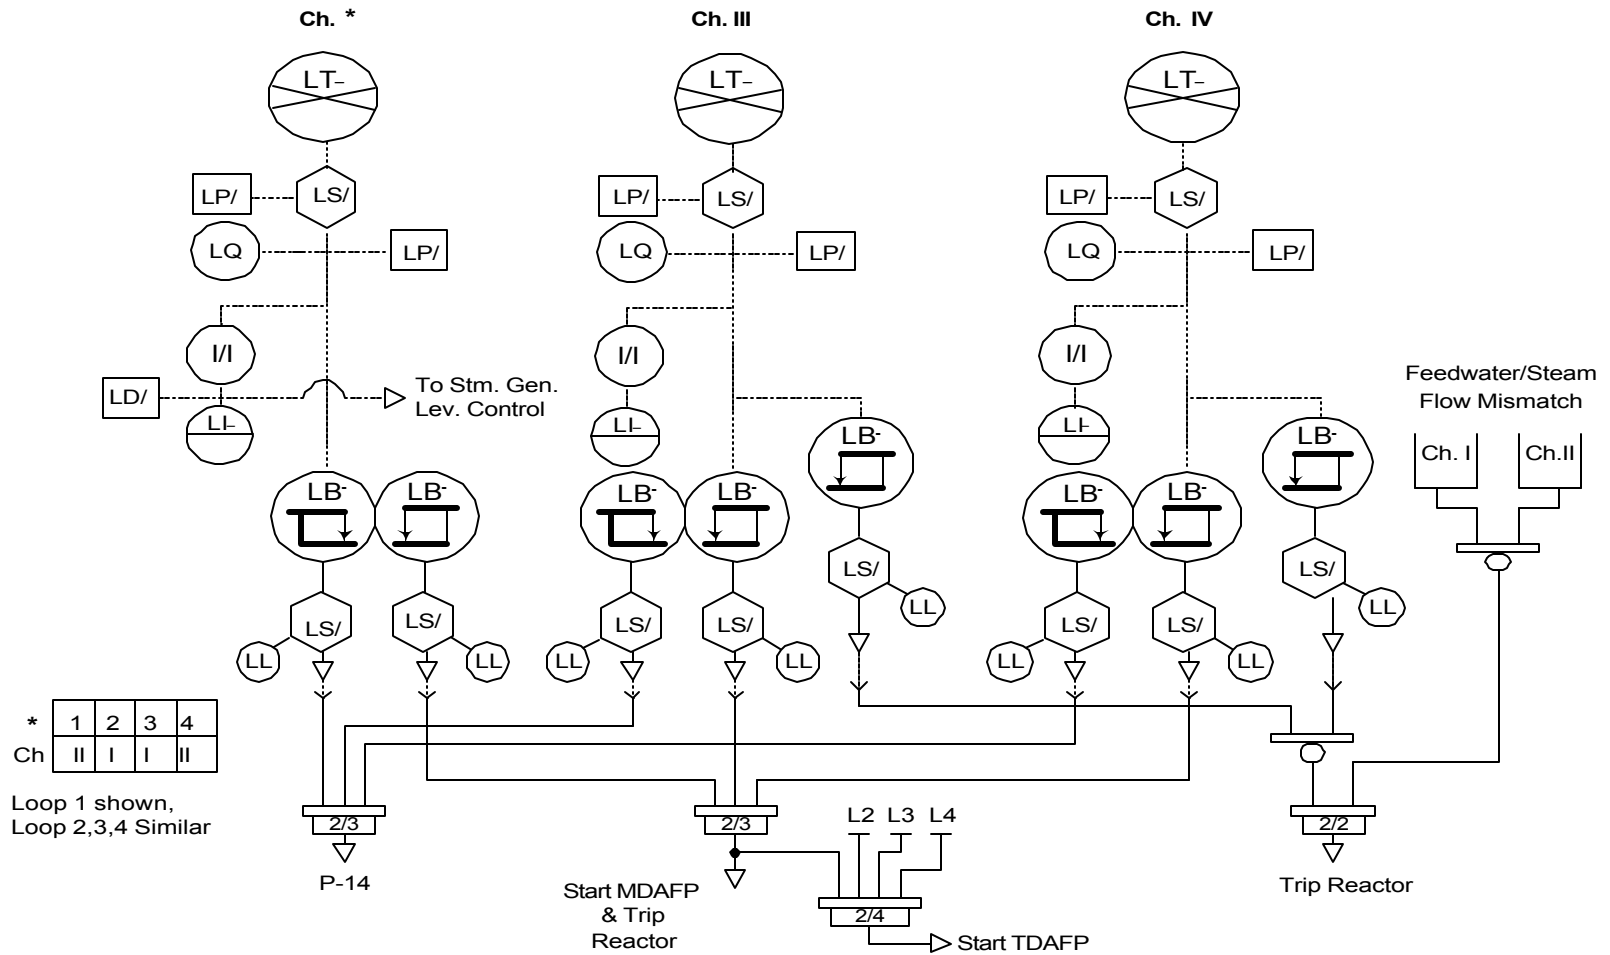 Ch. * Ch. III Ch. IV
LT- LT- LT-
LP/ LS/ LP/ LS/ LP/ LS/
LQ LP/ LQ LP/ LQ LP/
I/I I/I I/I
Feedwater/Steam
Flow Mismatch
LD/ To Stm. Gen.
Lev. Control
LI- LI- LI-
LB- LB-
Ch. I Ch.II
LB- LB- LB- LB- LB- LB-
LS/ LS/
LL LL
LS/ LS/ LS/ LS/ LS/ LS/
LL LL LL LL LL LL
* 1 2 3 4
Ch II I I II
Loop 1 shown,
Loop 2,3,4 Similar
2/3 2/3 L2 L3 L4 2/2
P-14
Start MDAFP
& Trip
Reactor
Trip Reactor
2/4
Start TDAFP